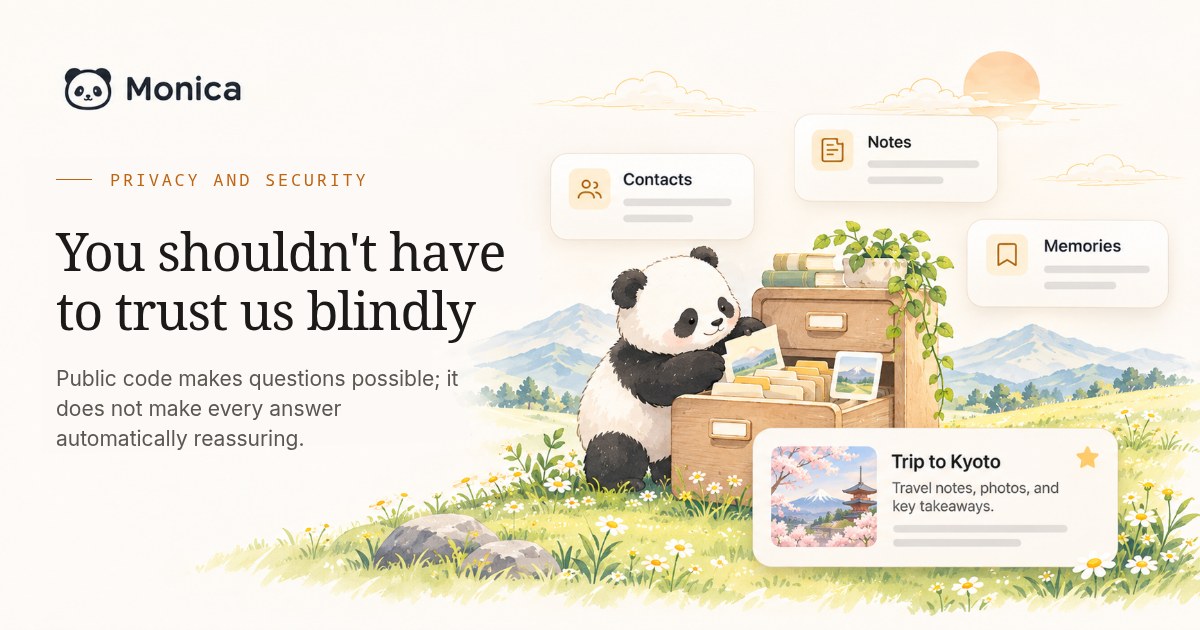 Monica
PRIVACY AND SECURITY
You shouldn't have
to trust us blindly
Public code makes questions possible; it
does not make every answer
automatically reassuring.
Contacts
Notes
Memories
Trip to Kyoto
Travel notes, photos, and
key takeaways.